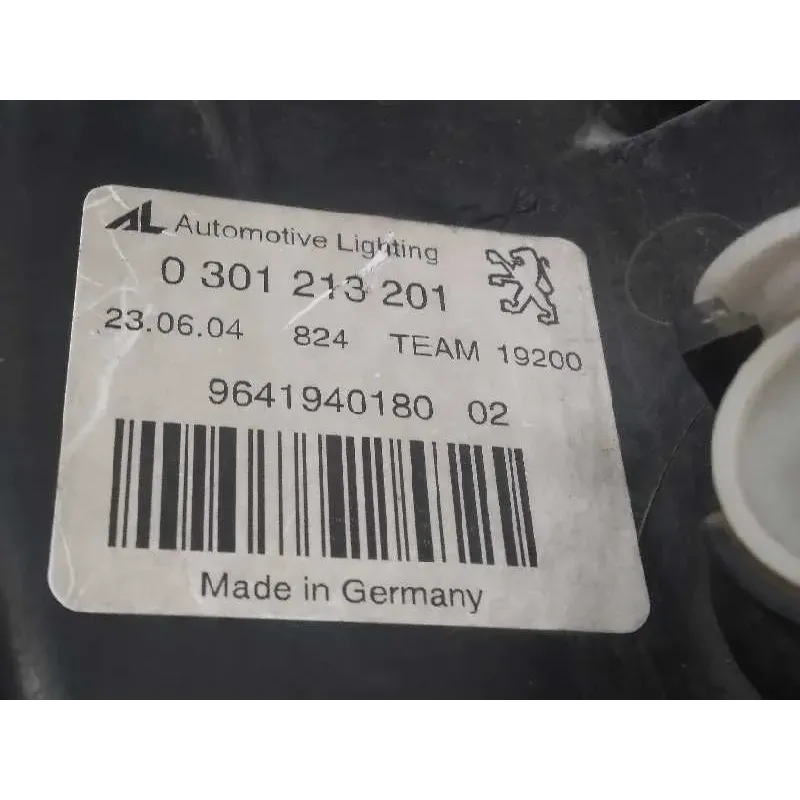 AL Automotive Lighting
0 301 213 201
23.06.04 824 TEAM 19200
9641940180 02
Made in Germany